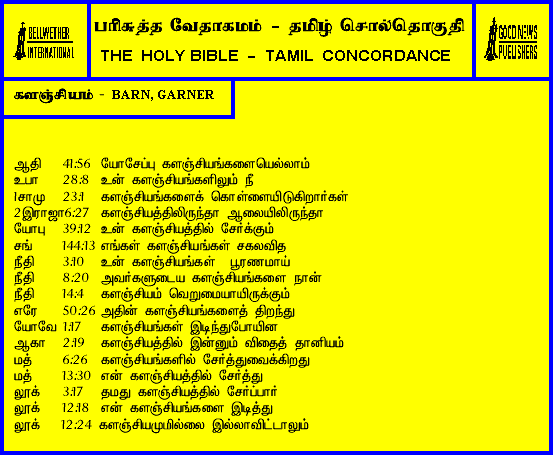 BELLWETHER
INTERNATIONAL
பரிசுத்த வேதாகமம் - தமிழ் சொல்தொகுதி
THE HOLY BIBLE - TAMIL CONCORDANCE
GOOD NEWS
PUBLISHERS
களஞ்சியம் - BARN, GARNER
ஆதி 41:56 யோசேப்பு களஞ்சியங்களையெல்லாம்
உபா 28:8 உன் களஞ்சியங்களிலும் நீ
1சாமு 23:1 களஞ்சியங்களைக் கொள்ளையிடுகிறார்கள்
2இராஜா6:27 களஞ்சியத்திலிருந்தா ஆலையிலிருந்தா
யோபு 39:12 உன் களஞ்சியத்தில் சேர்க்கும்
சங் 144:13 எங்கள் களஞ்சியங்கள் சகலவித
நீதி 3:10 உன் களஞ்சியங்கள் பூரணமாய்
நீதி 8:20 அவர்களுடைய களஞ்சியங்களை நான்
நீதி 14:4 களஞ்சியம் வெறுமையாயிருக்கும்
எரே 50:26 அதின் களஞ்சியங்களைத் திறந்து
யோவே 1:17 களஞ்சியங்கள் இடிந்துபோயின
ஆகா 2:19 களஞ்சியத்தில் இன்னும் விதைத் தானியம்
மத் 6:26 களஞ்சியங்களில் சேர்த்துவைக்கிறது
மத் 13:30 என் களஞ்சியத்தில் சேர்த்து
லூக் 3:17 தமது களஞ்சியத்தில் சேர்ப்பார்
லூக் 12:18 என் களஞ்சியங்களை இடித்து
லூக் 12:24 களஞ்சியமுமில்லை இல்லாவிட்டாலும்